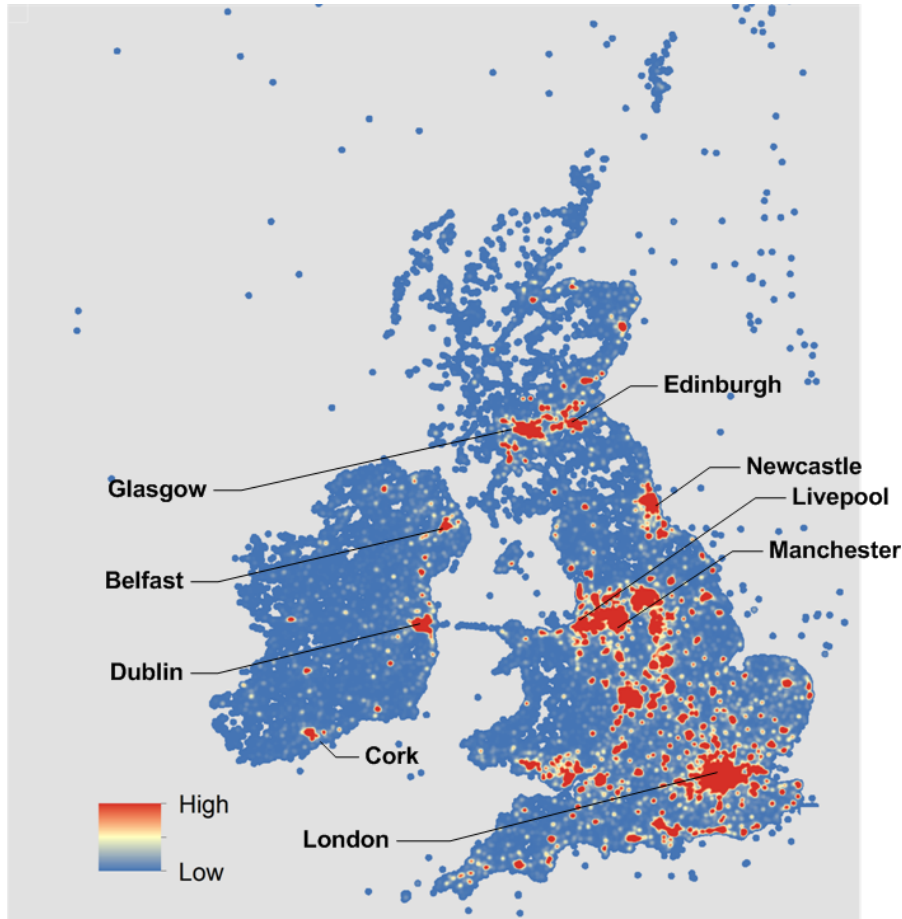 Edinburgh
Newcastle
Glasgow
Livepool
Manchester
Belfast
Dublin
Cork
High
London
Low